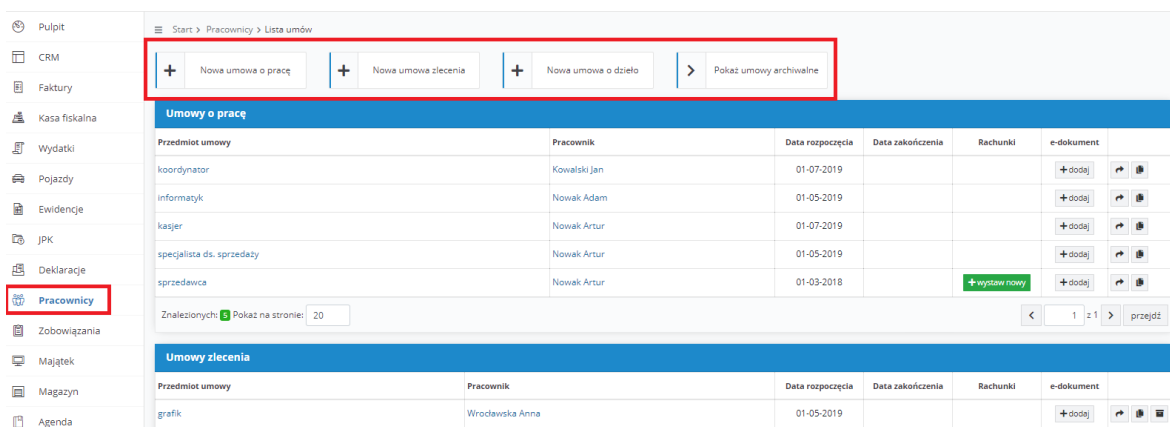 Pulpit
CRM
Faktury
Kasa fiskalna
Wydatki
Pojazdy
Ewidencje
JPK
Deklaracje
Pracownicy
Zobowiązania
Majątek
Magazyn
Agenda
Start > Pracownicy > Lista umów
Nowa umowa o pracę Nowa umowa zlecenia Nowa umowa o dzieło Pokaż umowy archiwalne
Umowy o pracę
Przedmiot umowy Pracownik Data rozpoczęcia Data zakończenia Rachunki e-dokument
koordynator Kowalski Jan 01-07-2019 +dodaj
informatyk Nowak Adam 01-05-2019 +dodaj
kasjer Nowak Artur 01-07-2019 +dodaj
specjalista ds. sprzedaży Nowak Artur 01-05-2019 +dodaj
sprzedawca Nowak Artur 01-03-2018 +wystaw nowy +dodaj
Znalezionych: 5 Pokaż na stronie: 20 < 1 z 1 > przejdź
Umowy zlecenia
Przedmiot umowy Pracownik Data rozpoczęcia Data zakończenia Rachunki e-dokument
grafik Wrocławska Anna 01-05-2019 +dodaj